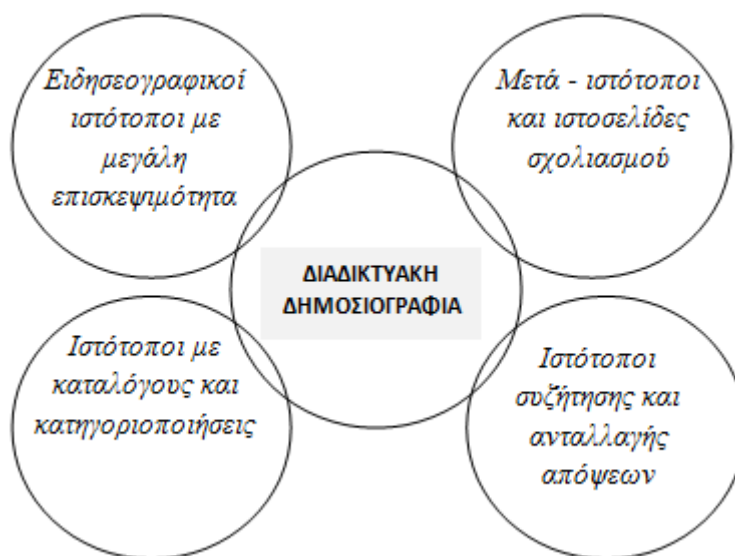 Ειδησεογραφικοί
ιστότοποι με
μεγάλη
επισκεψιμότητα
Μετά - ιστότοποι
και ιστοσελίδες
σχολιασμού
ΔΙΑΔΙΚΤΥΑΚΗ
ΔΗΜΟΣΙΟΓΡΑΦΙΑ
Ιστότοποι με
καταλόγους και
κατηγοριοποιήσεις
Ιστότοποι
συζήτησης και
ανταλλαγής
απόψεων